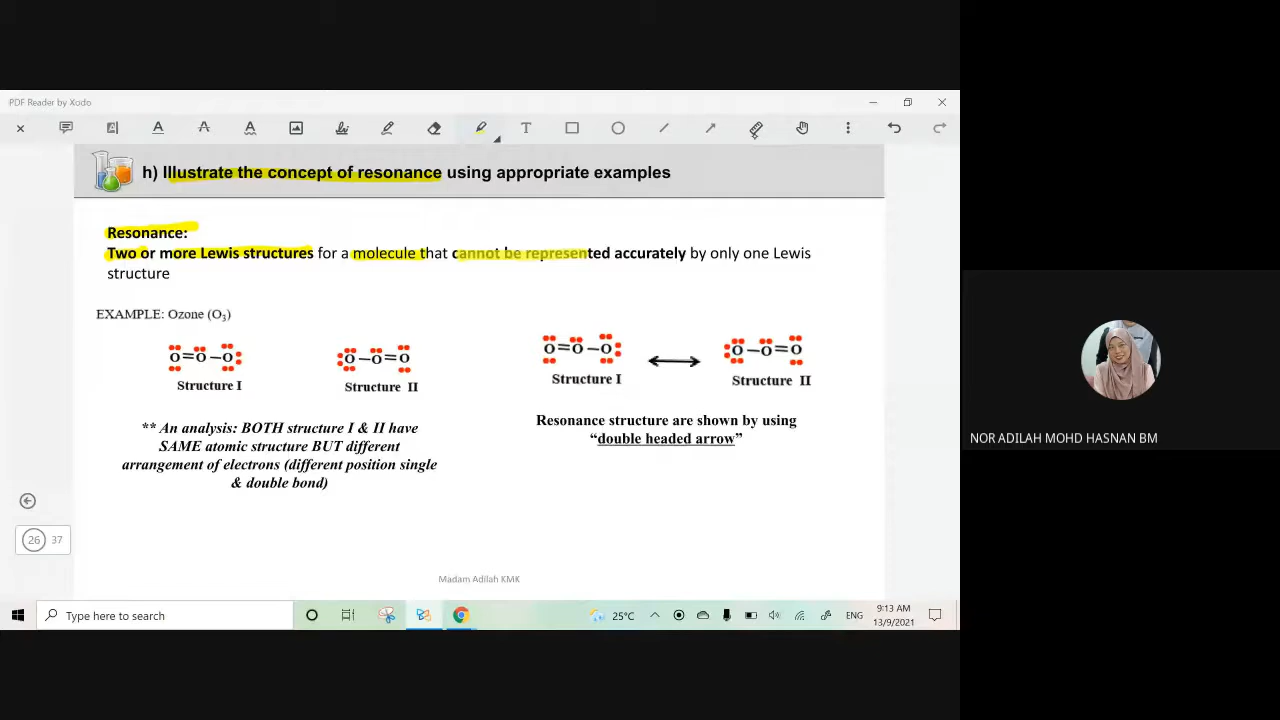 PDF Reader by Xodo
T
h) Illustrate the concept of resonance using appropriate examples
Resonance:
Two or more Lewis structures for a molecule that cannot be represented accurately by only one Lewis
structure
EXAMPLE: Ozone (O₃)
O=O–O
Structure I
O–O=O
Structure II
O=O–O
Structure I
O–O=O
Structure II
** An analysis: BOTH structure I & II have
SAME atomic structure BUT different
arrangement of electrons (different position single
& double bond)
Resonance structure are shown by using
“double headed arrow”
26 37
Madam Adilah KMK
NOR ADILAH MOHD HASNAN BM
Type here to search
25°C
ENG
9:13 AM
13/9/2021